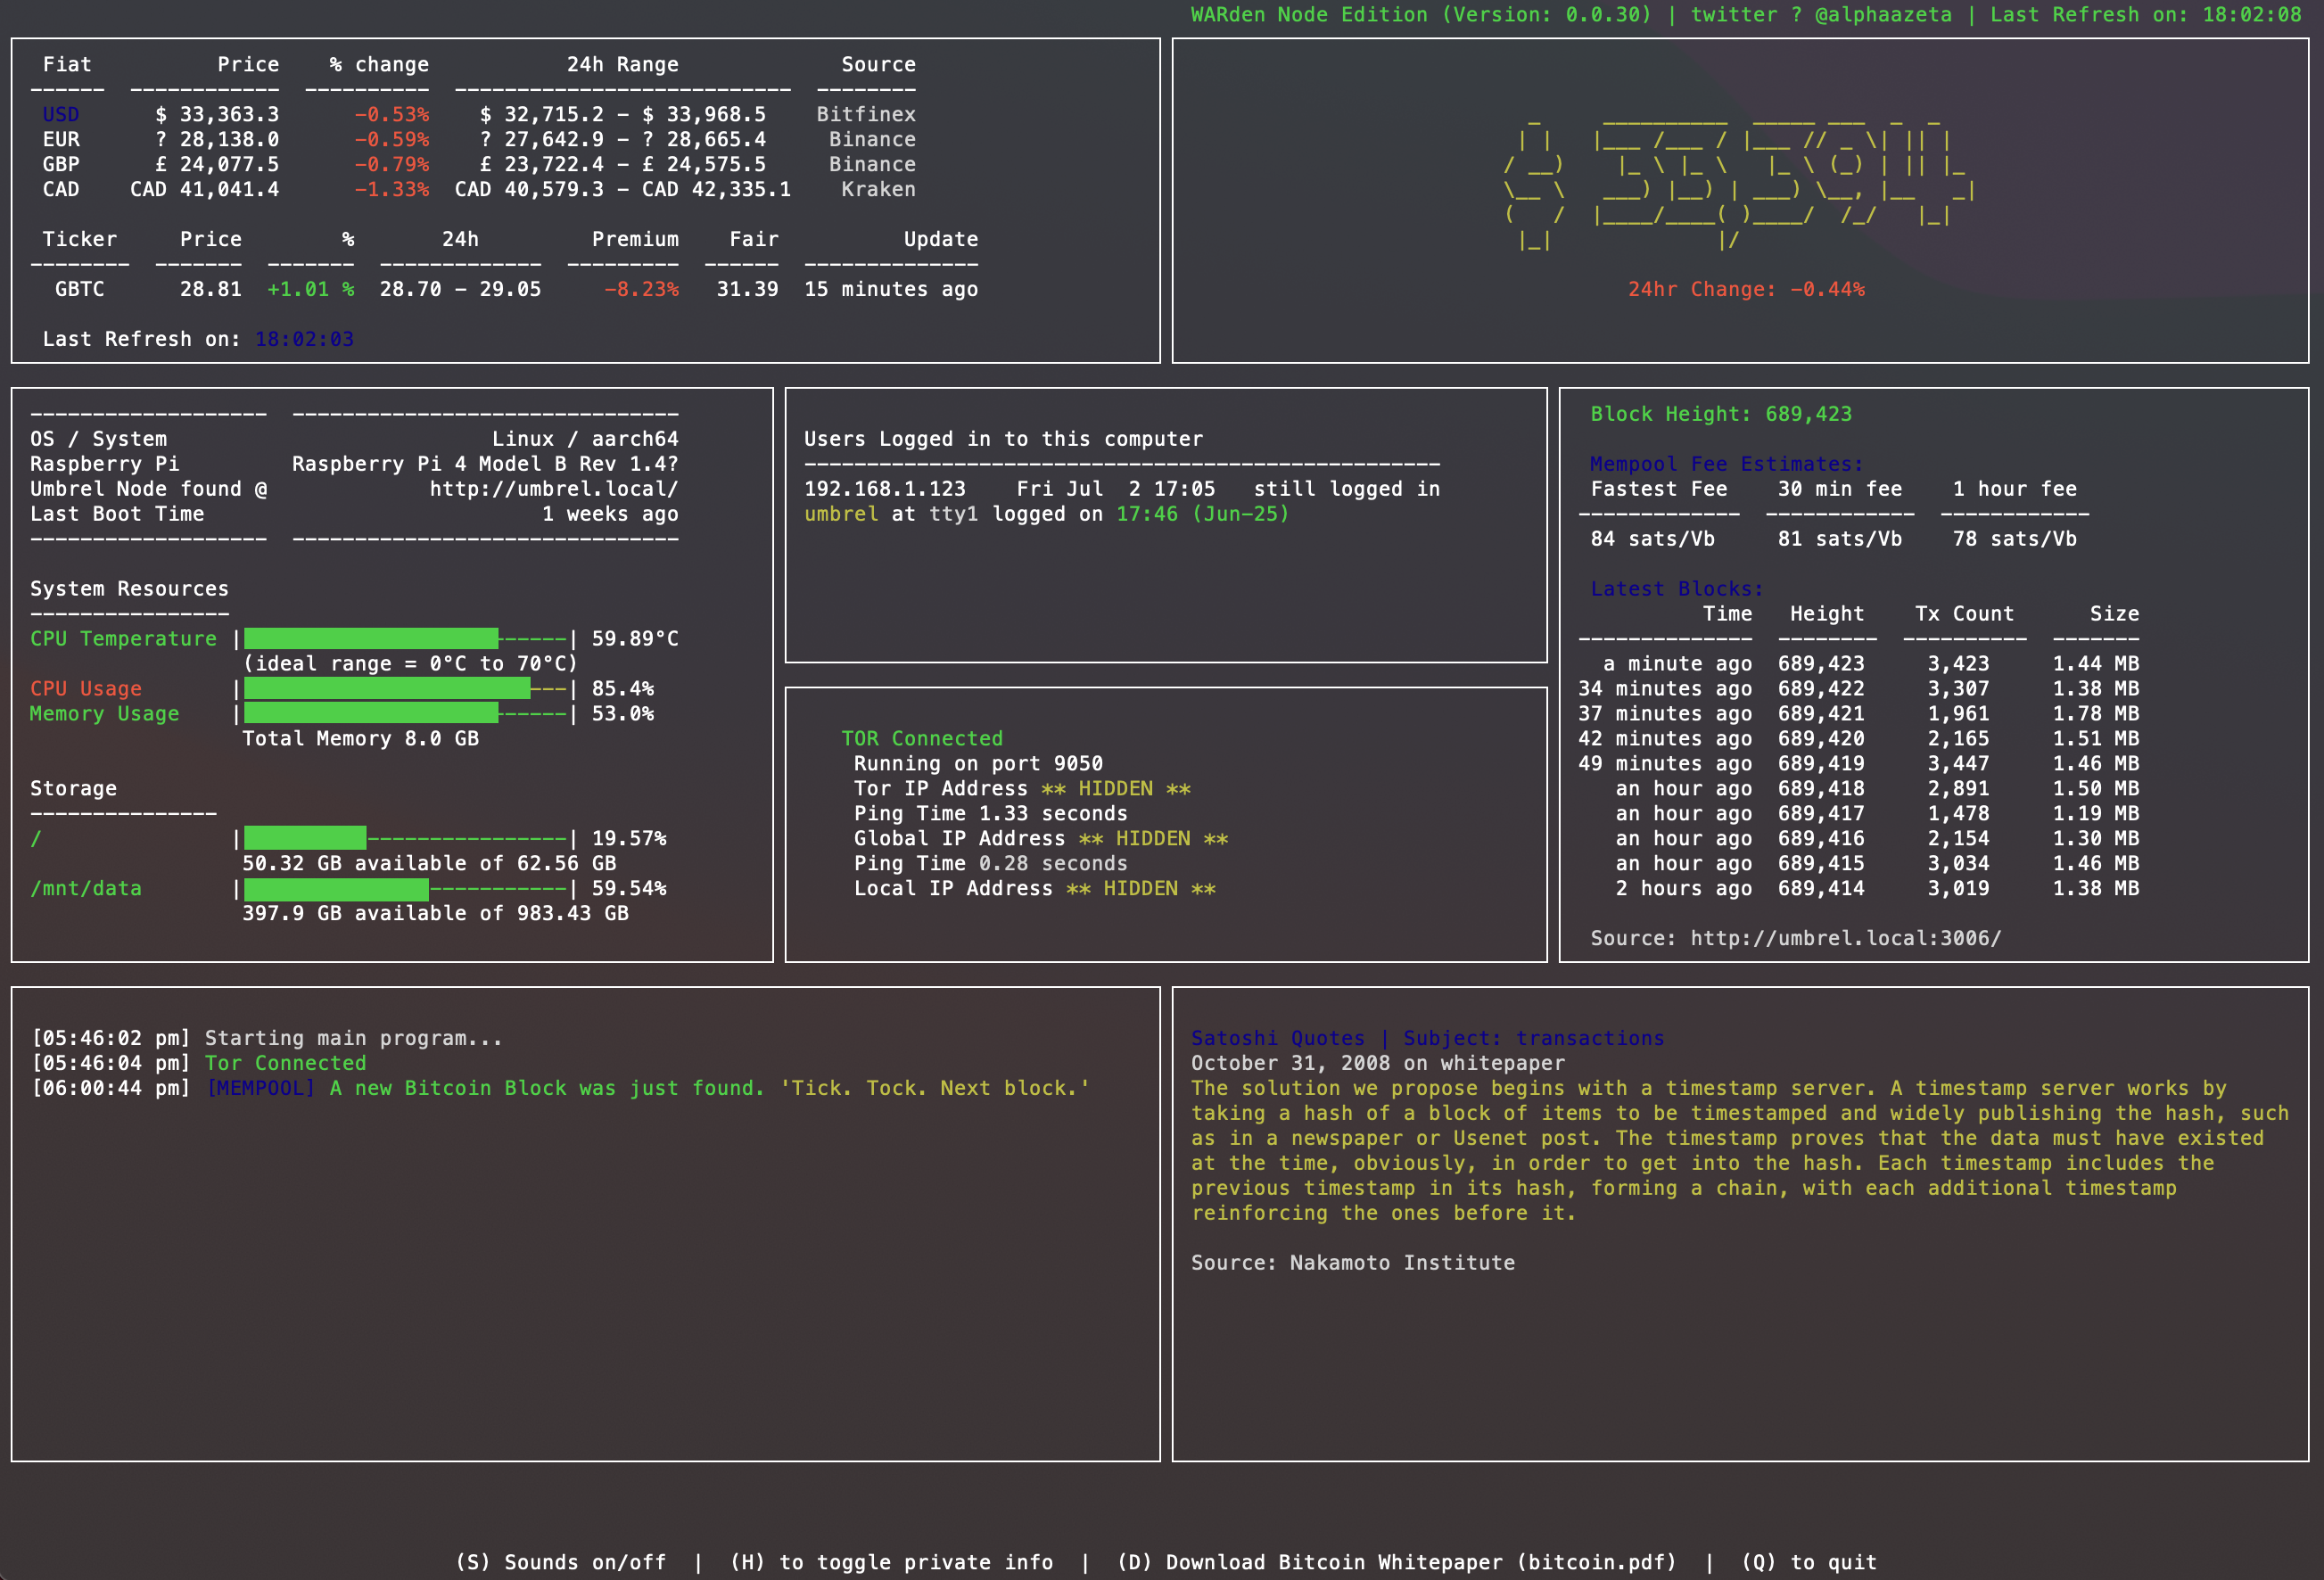 WARden Node Edition (Version: 0.0.30) | twitter ? @alphaazeta | Last Refresh on: 18:02:08
Fiat Price % change 24h Range Source
USD $ 33,363.3 -0.53% $ 32,715.2 - $ 33,968.5 Bitfinex
EUR ? 28,138.0 -0.59% ? 27,642.9 - ? 28,665.4 Binance
GBP £ 24,077.5 -0.79% £ 23,722.4 - £ 24,575.5 Binance
CAD CAD 41,041.4 -1.33% CAD 40,579.3 - CAD 42,335.1 Kraken
Ticker Price % 24h Premium Fair Update
GBTC 28.81 +1.01 % 28.70 - 29.05 -8.23% 31.39 15 minutes ago
Last Refresh on: 18:02:03
$ 33,394
24hr Change: -0.44%
OS / System Linux / aarch64
Raspberry Pi Raspberry Pi 4 Model B Rev 1.4?
Umbrel Node found @ http://umbrel.local/
Last Boot Time 1 weeks ago
System Resources
CPU Temperature 59.89°C
(ideal range = 0°C to 70°C)
CPU Usage 85.4%
Memory Usage 53.0%
Total Memory 8.0 GB
Storage
/ 19.57%
50.32 GB available of 62.56 GB
/mnt/data 59.54%
397.9 GB available of 983.43 GB
Users Logged in to this computer
192.168.1.123 Fri Jul 2 17:05 still logged in
umbrel at tty1 logged on 17:46 (Jun-25)
TOR Connected
Running on port 9050
Tor IP Address ** HIDDEN **
Ping Time 1.33 seconds
Global IP Address ** HIDDEN **
Ping Time 0.28 seconds
Local IP Address ** HIDDEN **
Block Height: 689,423
Mempool Fee Estimates:
Fastest Fee 30 min fee 1 hour fee
84 sats/Vb 81 sats/Vb 78 sats/Vb
Latest Blocks:
Time Height Tx Count Size
a minute ago 689,423 3,423 1.44 MB
34 minutes ago 689,422 3,307 1.38 MB
37 minutes ago 689,421 1,961 1.78 MB
42 minutes ago 689,420 2,165 1.51 MB
49 minutes ago 689,419 3,447 1.46 MB
an hour ago 689,418 2,891 1.50 MB
an hour ago 689,417 1,478 1.19 MB
an hour ago 689,416 2,154 1.30 MB
an hour ago 689,415 3,034 1.46 MB
2 hours ago 689,414 3,019 1.38 MB
Source: http://umbrel.local:3006/
[05:46:02 pm] Starting main program...
[05:46:04 pm] Tor Connected
[06:00:44 pm] [MEMPOOL] A new Bitcoin Block was just found. 'Tick. Tock. Next block.'
Satoshi Quotes | Subject: transactions
October 31, 2008 on whitepaper
The solution we propose begins with a timestamp server. A timestamp server works by
taking a hash of a block of items to be timestamped and widely publishing the hash, such
as in a newspaper or Usenet post. The timestamp proves that the data must have existed
at the time, obviously, in order to get into the hash. Each timestamp includes the
previous timestamp in its hash, forming a chain, with each additional timestamp
reinforcing the ones before it.
Source: Nakamoto Institute
(S) Sounds on/off | (H) to toggle private info | (D) Download Bitcoin Whitepaper (bitcoin.pdf) | (Q) to quit